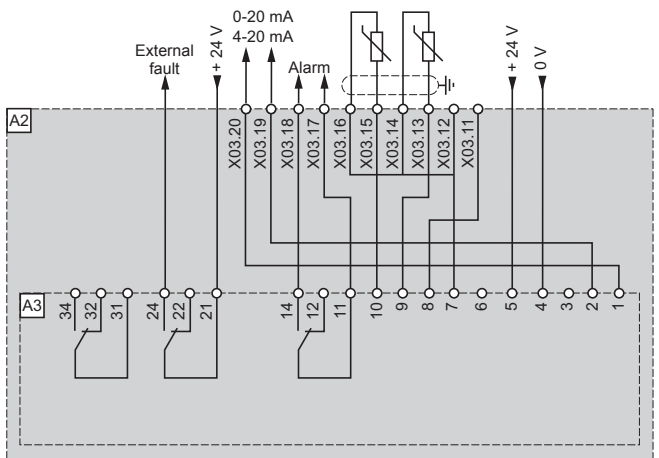 0-20 mA
4-20 mA
External
fault
+ 24 V
Alarm
+ 24 V
0 V
A2
X03.20
X03.19
X03.18
X03.17
X03.16
X03.15
X03.14
X03.13
X03.12
X03.11
A3
34
32
31
24
22
21
14
12
11
10
9
8
7
6
5
4
3
2
1